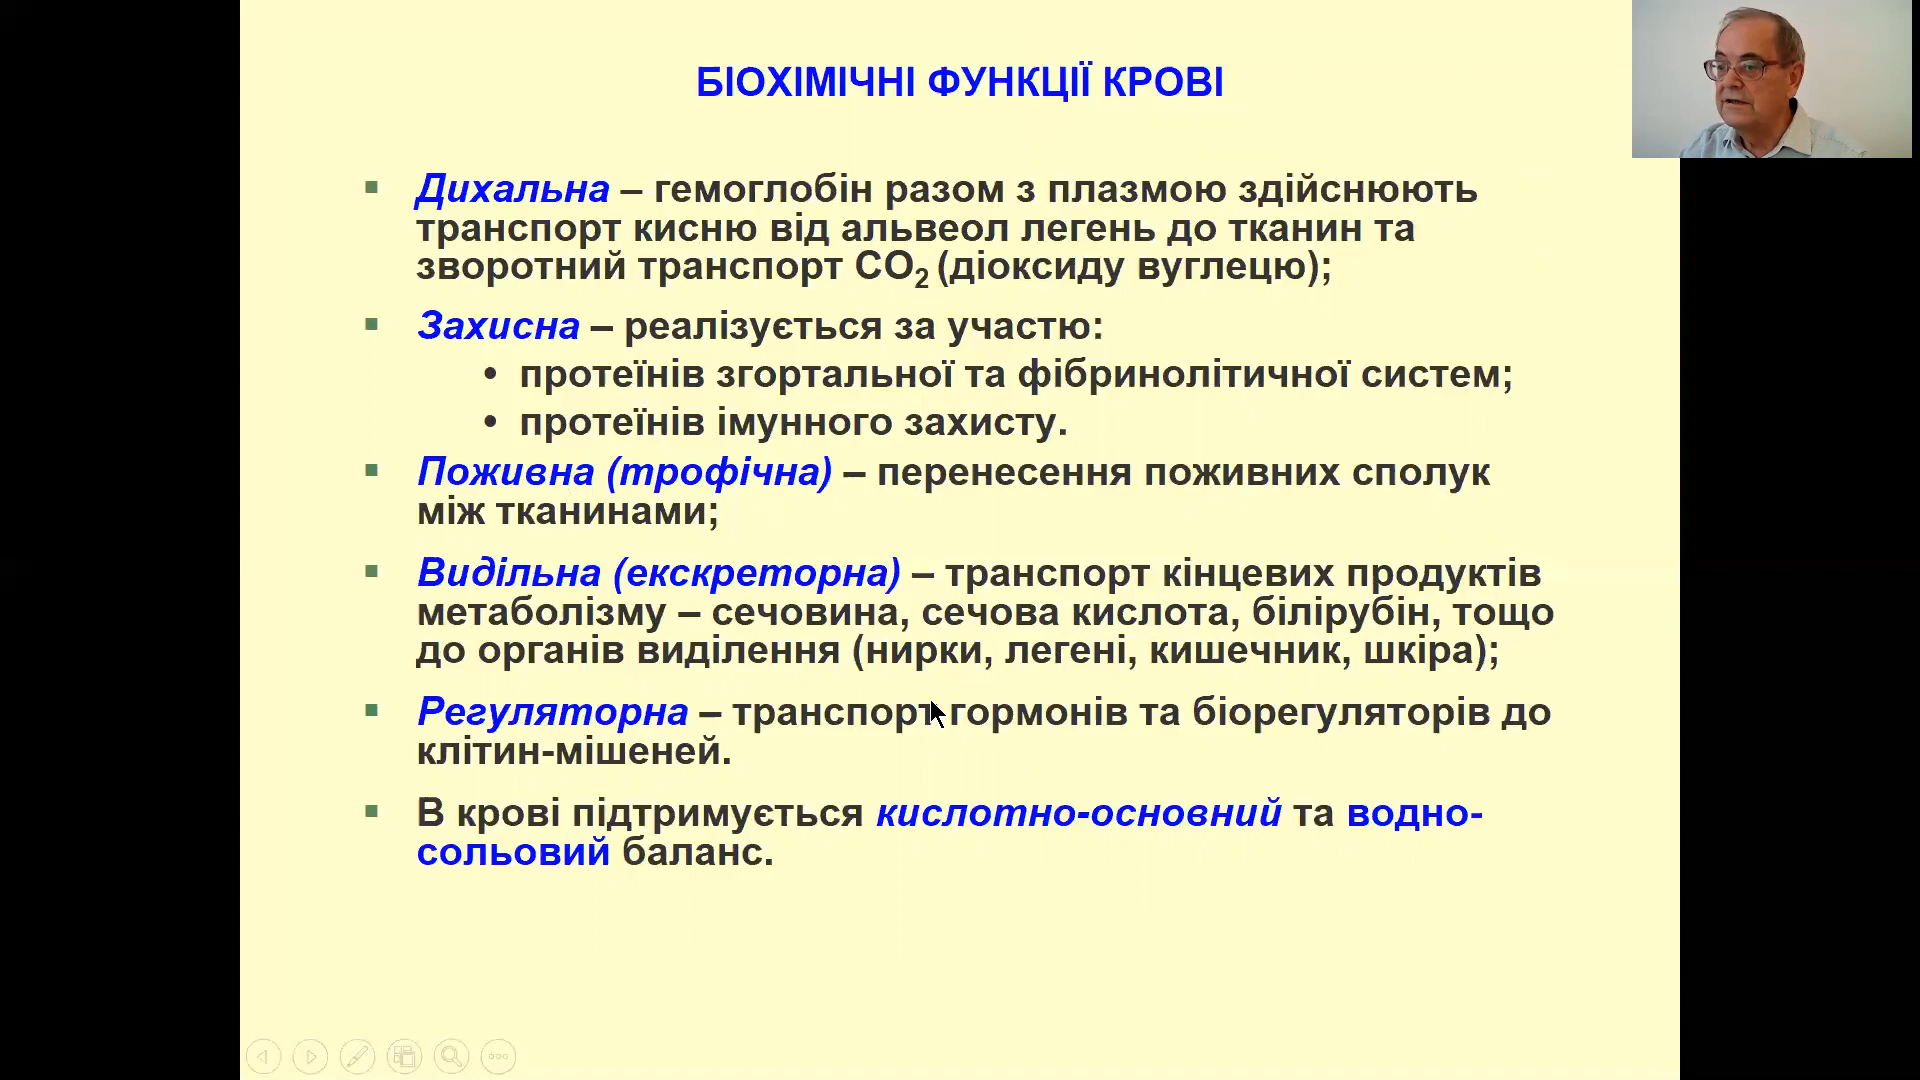 БІОХІМІЧНІ ФУНКЦІЇ КРОВІ
▪ Дихальна – гемоглобін разом з плазмою здійснюють
транспорт кисню від альвеол легень до тканин та
зворотний транспорт СО₂ (діоксиду вуглецю);
▪ Захисна – реалізується за участю:
• протеїнів згортальної та фібринолітичної систем;
• протеїнів імунного захисту.
▪ Поживна (трофічна) – перенесення поживних сполук
між тканинами;
▪ Видільна (екскреторна) – транспорт кінцевих продуктів
метаболізму – сечовина, сечова кислота, білірубін, тощо
до органів виділення (нирки, легені, кишечник, шкіра);
▪ Регуляторна – транспорт гормонів та біорегуляторів до
клітин-мішеней.
▪ В крові підтримується кислотно-основний та водно-
сольовий баланс.